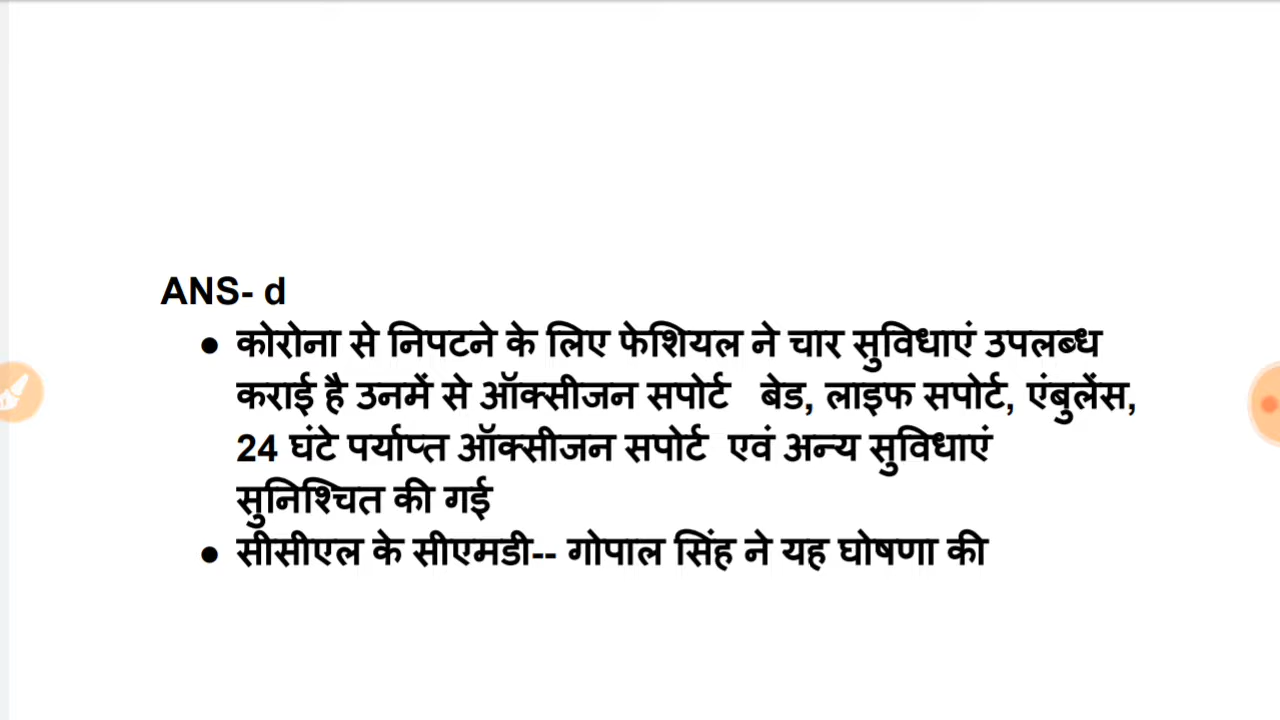 ANS- d
● कोरोना से निपटने के लिए फेशियल ने चार सुविधाएं उपलब्ध
कराई है उनमें से ऑक्सीजन सपोर्ट बेड, लाइफ सपोर्ट, एंबुलेंस,
24 घंटे पर्याप्त ऑक्सीजन सपोर्ट एवं अन्य सुविधाएं
सुनिश्चित की गई
● सीसीएल के सीएमडी-- गोपाल सिंह ने यह घोषणा की